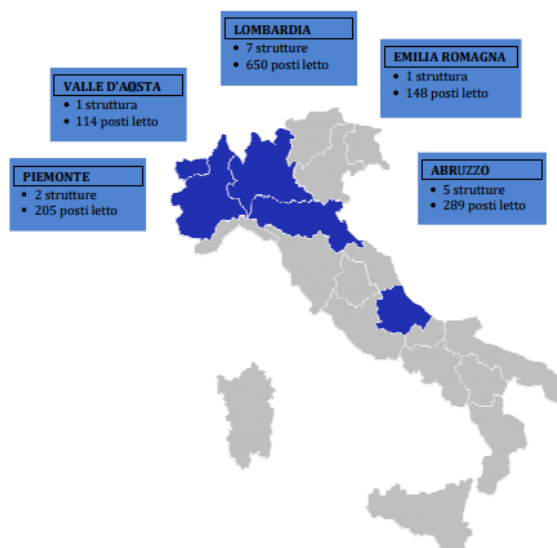 LOMBARDIA
• 7 strutture
• 650 posti letto
EMILIA ROMAGNA
• 1 struttura
• 148 posti letto
VALLE D'AOSTA
• 1 struttura
• 114 posti letto
PIEMONTE
▪ 2 strutture
▪ 205 posti letto
ABRUZZO
• 5 strutture
• 289 posti letto